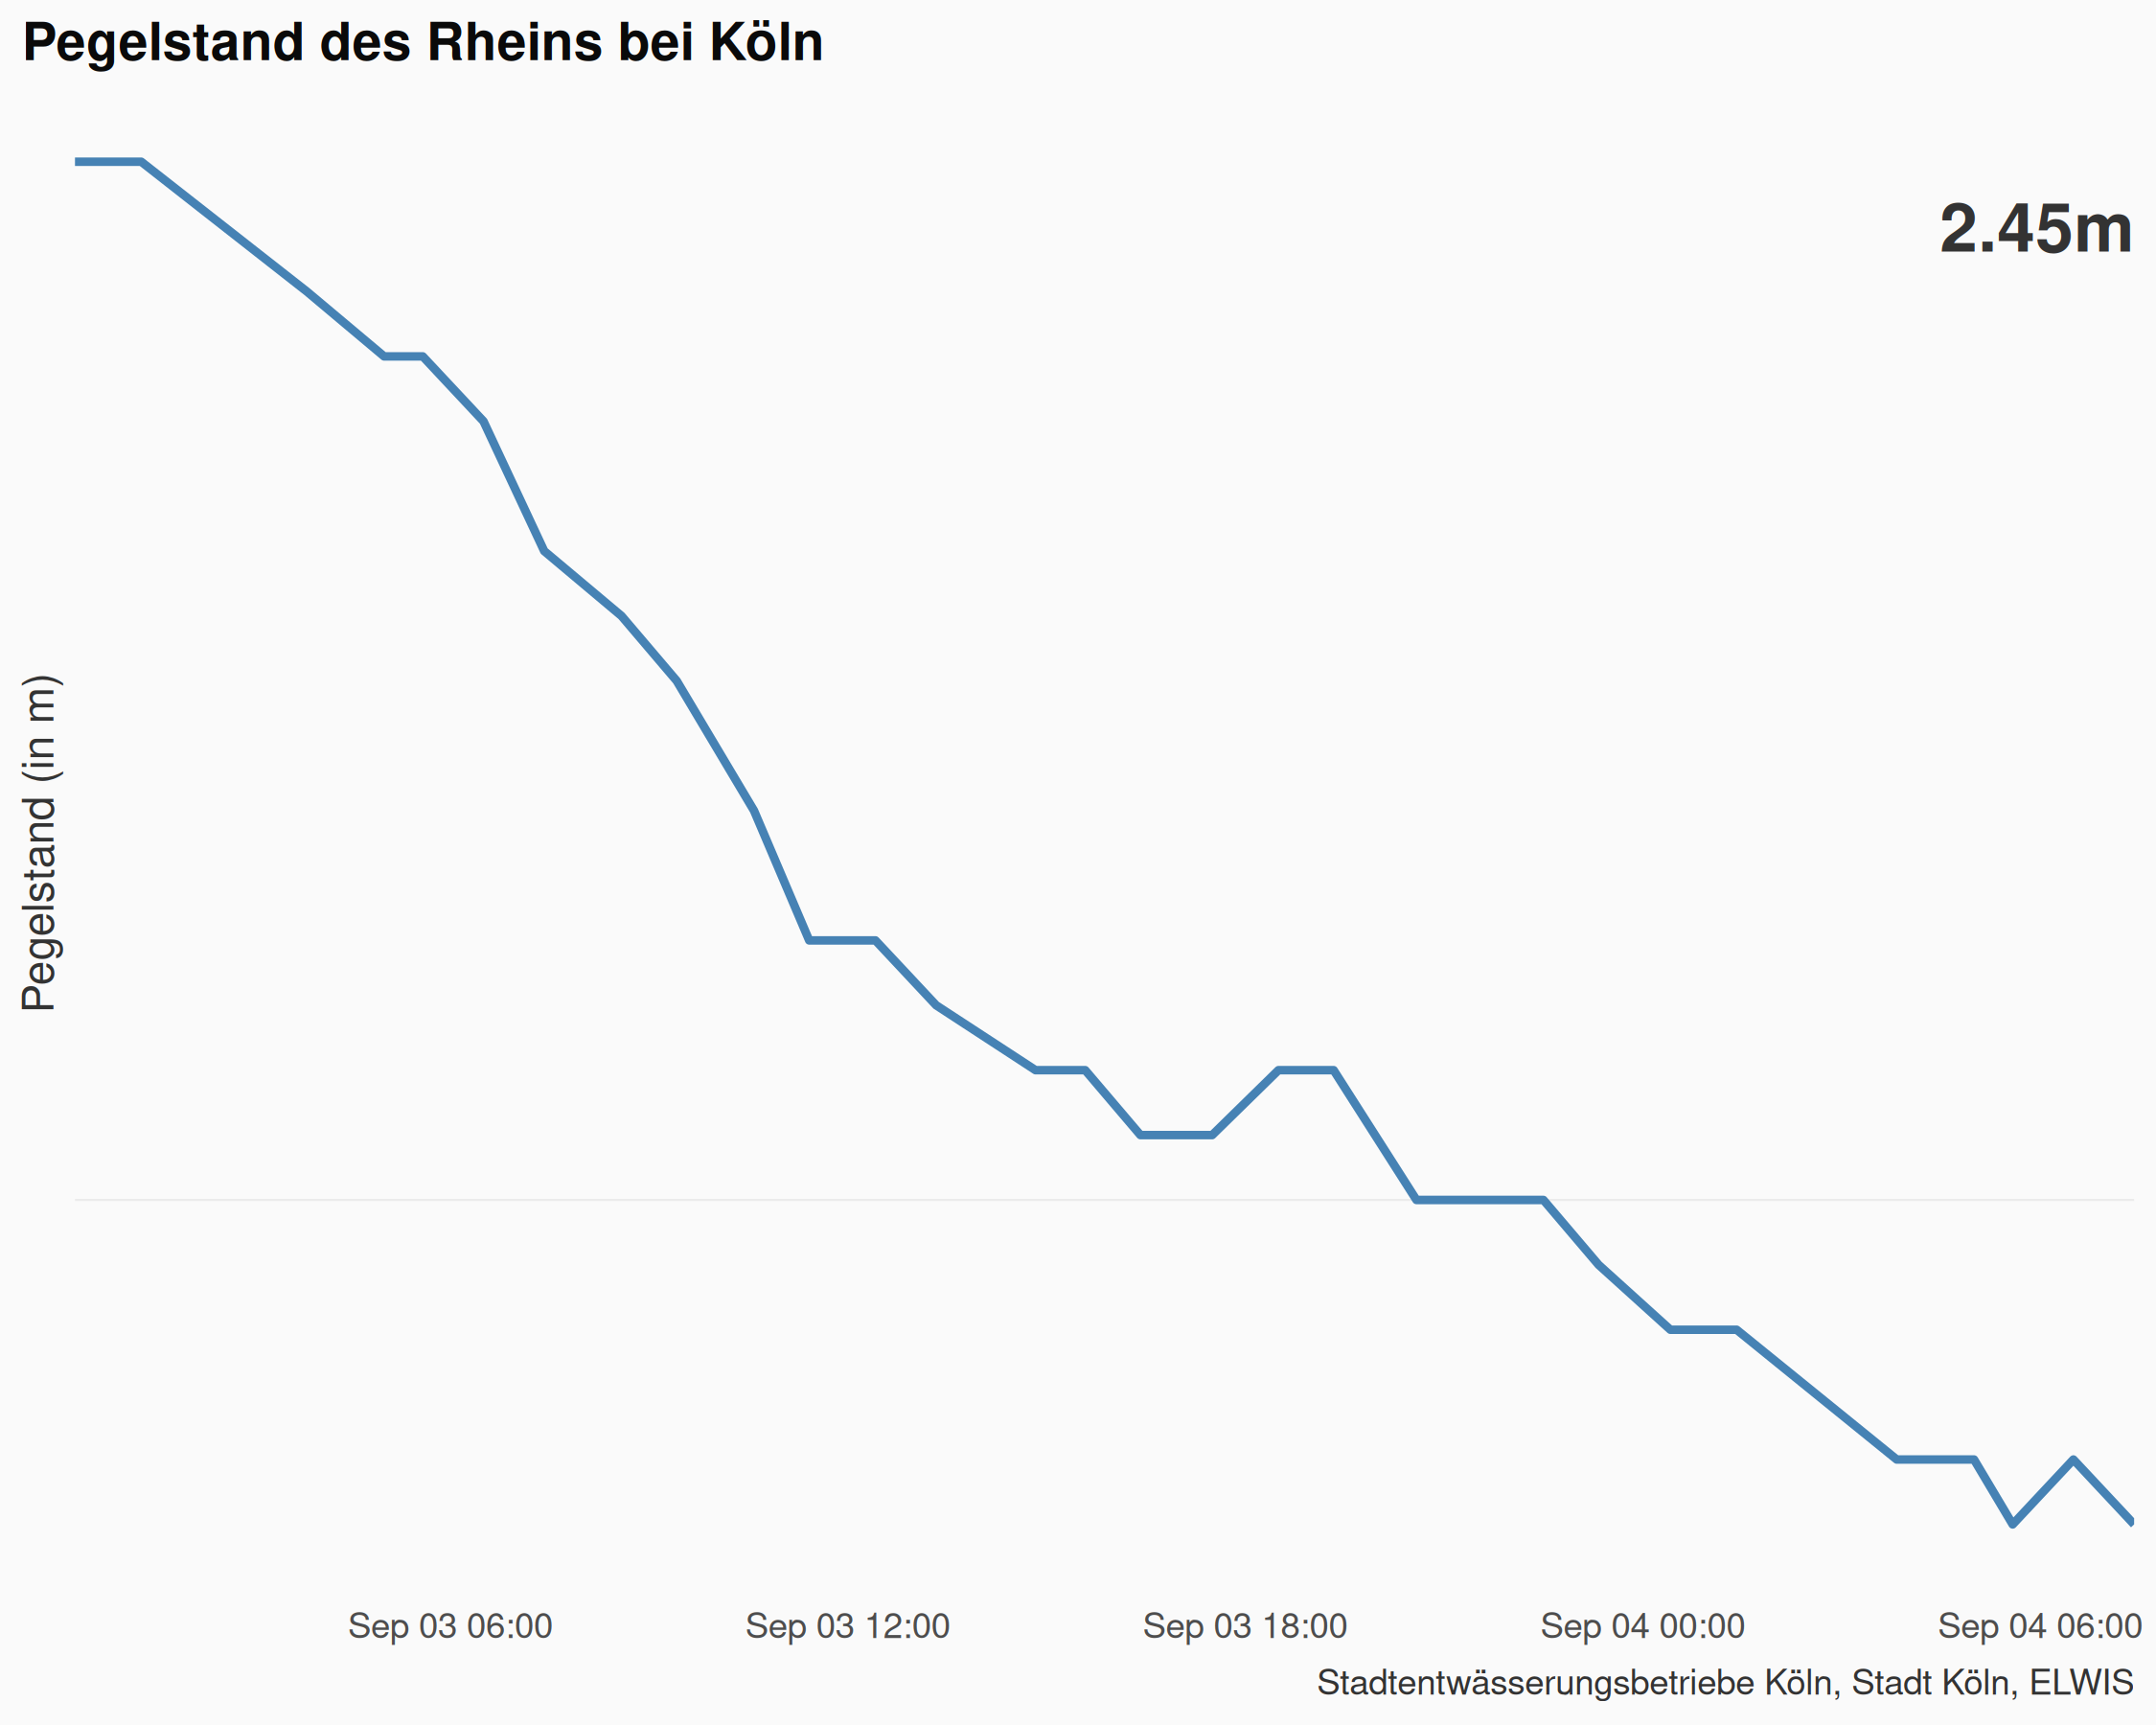 Pegelstand des Rheins bei Köln
2.45m
Pegelstand (in m)
Sep 03 06:00 Sep 03 12:00 Sep 03 18:00 Sep 04 00:00 Sep 04 06:00
Stadtentwässerungsbetriebe Köln, Stadt Köln, ELWIS